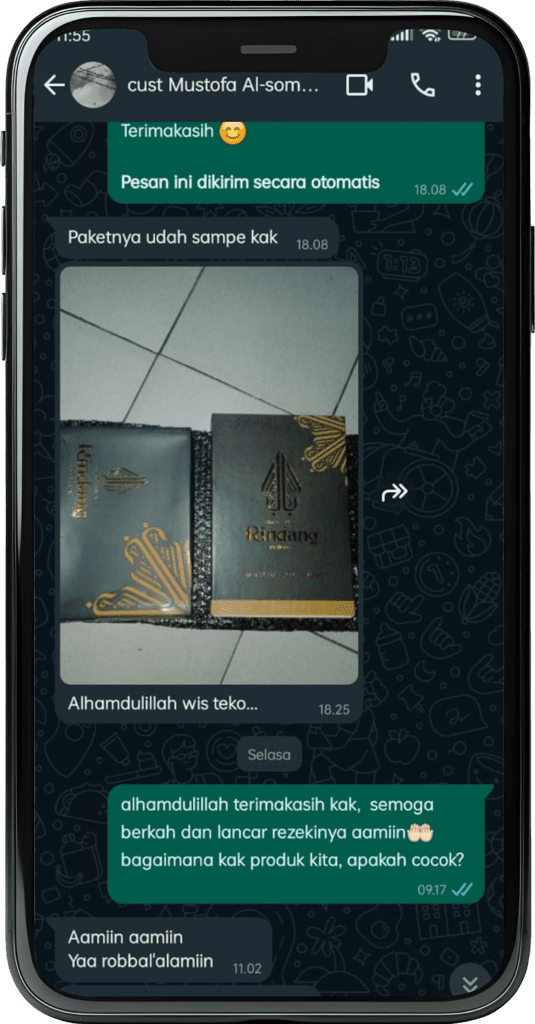 11:55
cust Mustofa Al-som...
Terimakasih 😊
Pesan ini dikirim secara otomatis
18.08
Paketnya udah sampe kak
18.08
Rindang
Rindang
Alhamdulillah wis teko...
18.25
Selasa
alhamdulillah terimakasih kak, semoga
berkah dan lancar rezekinya aamiin🤲🏻
bagaimana kak produk kita, apakah cocok?
09.17
Aamiin aamiin
Yaa robbal'alamiin
11.02